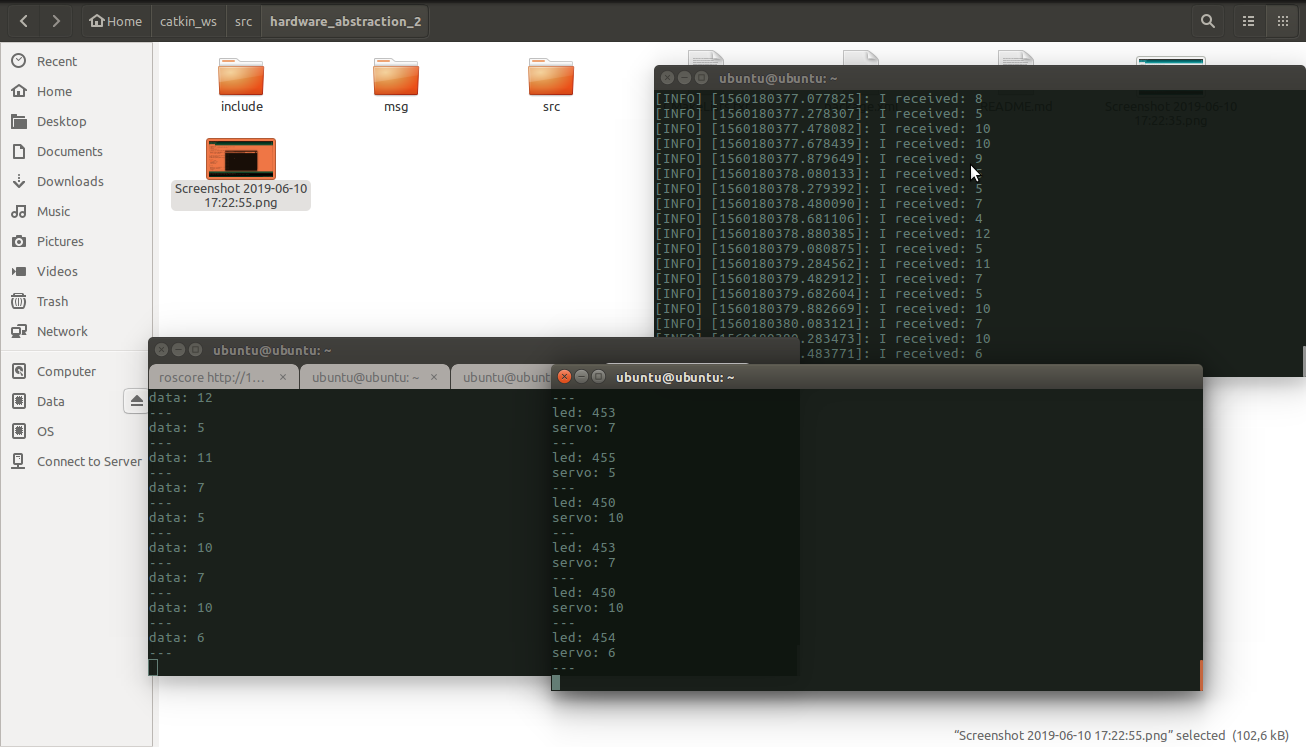 Home catkin_ws src hardware_abstraction_2
Recent
Home
Desktop
Documents
Downloads
Music
Pictures
Videos
Trash
Network
Computer
Data
OS
Connect to Server
include
msg
src
README.md
Screenshot 2019-06-10
17:22:55.png
Screenshot 2019-06-10
17:22:55.png
ubuntu@ubuntu: ~
[INFO] [1560180377.077825]: I received: 8
[INFO] [1560180377.278307]: I received: 5
[INFO] [1560180377.478082]: I received: 10
[INFO] [1560180377.678439]: I received: 10
[INFO] [1560180377.879649]: I received: 9
[INFO] [1560180378.080133]: I received:
[INFO] [1560180378.279392]: I received: 5
[INFO] [1560180378.480090]: I received: 7
[INFO] [1560180378.681106]: I received: 4
[INFO] [1560180378.880385]: I received: 12
[INFO] [1560180379.080875]: I received: 5
[INFO] [1560180379.284562]: I received: 11
[INFO] [1560180379.482912]: I received: 7
[INFO] [1560180379.682604]: I received: 5
[INFO] [1560180379.882669]: I received: 10
[INFO] [1560180380.083121]: I received: 7
.283473]: I received: 10
.483771]: I received: 6
ubuntu@ubuntu: ~
roscore http://1... × ubuntu@ubuntu: ~ × ubuntu@ubunt
data: 12
---
data: 5
---
data: 11
---
data: 7
---
data: 5
---
data: 10
---
data: 7
---
data: 10
---
data: 6
---
ubuntu@ubuntu: ~
---
led: 453
servo: 7
---
led: 455
servo: 5
---
led: 450
servo: 10
---
led: 453
servo: 7
---
led: 450
servo: 10
---
led: 454
servo: 6
---
“Screenshot 2019-06-10 17:22:55.png” selected (102,6 kB)